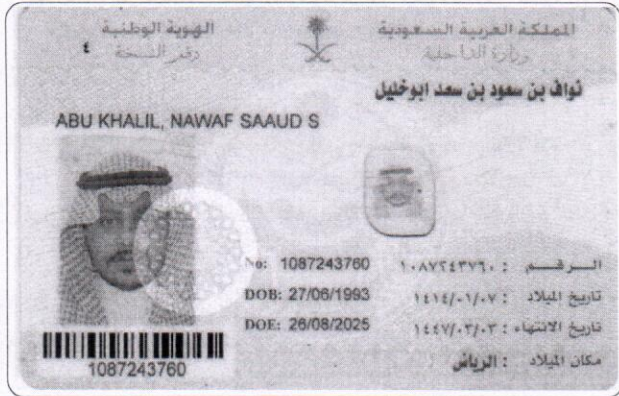 المملكة العربية السعودية
وزارة الداخلية
الهوية الوطنية
رقم النسخة ٤
نواف بن سعود بن سعد ابوخليل
ABU KHALIL, NAWAF SAAUD S
No: 1087243760
الرقم : ١٠٨٧٢٤٣٧٦٠
DOB: 27/06/1993
تاريخ الميلاد : ١٤١٤/٠١/٠٧
DOE: 26/08/2025
تاريخ الانتهاء : ١٤٤٧/٠٣/٠٣
مكان الميلاد : الرياض
1087243760